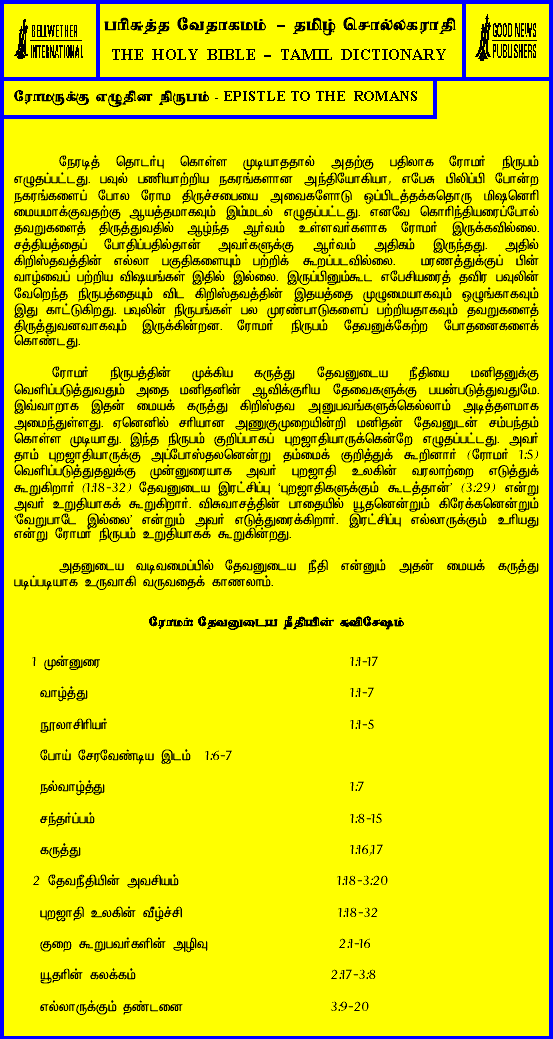 BELLWETHER
INTERNATIONAL
பரிசுத்த வேதாகமம் – தமிழ் சொல்லகராதி
THE HOLY BIBLE – TAMIL DICTIONARY
GOOD NEWS
PUBLISHERS
ரோமருக்கு எழுதின நிருபம் - EPISTLE TO THE ROMANS
நேரடித் தொடர்பு கொள்ள முடியாததால் அதற்கு பதிலாக ரோமர் நிருபம்
எழுதப்பட்டது. பவுல் பணியாற்றிய நகரங்களான அந்தியோகியா, எபேசு பிலிப்பி போன்ற
நகரங்களைப் போல ரோம திருச்சபையை அவைகளோடு ஒப்பிடத்தக்கதொரு மிஷனெரி
மையமாக்குவதற்கு ஆயத்தமாகவும் இம்மடல் எழுதப்பட்டது. எனவே கொரிந்தியரைப்போல்
தவறுகளைத் திருத்துவதில் ஆழ்ந்த ஆர்வம் உள்ளவர்களாக ரோமர் இருக்கவில்லை.
சத்தியத்தைப் போதிப்பதில்தான் அவர்களுக்கு ஆர்வம் அதிகம் இருந்தது. அதில்
கிறிஸ்தவத்தின் எல்லா பகுதிகளையும் பற்றிக் கூறப்படவில்லை. மரணத்துக்குப் பின்
வாழ்வைப் பற்றிய விஷயங்கள் இதில் இல்லை. இருப்பினும்கூட எபேசியரைத் தவிர பவுலின்
வேறெந்த நிருபத்தையும் விட கிறிஸ்தவத்தின் இதயத்தை முழுமையாகவும் ஒழுங்காகவும்
இது காட்டுகிறது. பவுலின் நிருபங்கள் பல முரண்பாடுகளைப் பற்றியதாகவும் தவறுகளைத்
திருத்துவனவாகவும் இருக்கின்றன. ரோமர் நிருபம் தேவனுக்கேற்ற போதனைகளைக்
கொண்டது.
ரோமர் நிருபத்தின் முக்கிய கருத்து தேவனுடைய நீதியை மனிதனுக்கு
வெளிப்படுத்துவதும் அதை மனிதனின் ஆவிக்குரிய தேவைகளுக்கு பயன்படுத்துவதுமே.
இவ்வாறாக இதன் மையக் கருத்து கிறிஸ்தவ அனுபவங்களுக்கெல்லாம் அடித்தளமாக
அமைந்துள்ளது. ஏனெனில் சரியான அணுகுமுறையின்றி மனிதன் தேவனுடன் சம்பந்தம்
கொள்ள முடியாது. இந்த நிருபம் குறிப்பாகப் புறஜாதியாருக்கென்றே எழுதப்பட்டது. அவர்
தாம் புறஜாதியாருக்கு அப்போஸ்தலனென்று தம்மைக் குறித்துக் கூறினார் (ரோமர் 1:5)
வெளிப்படுத்துதலுக்கு முன்னுரையாக அவர் புறஜாதி உலகின் வரலாற்றை எடுத்துக்
கூறுகிறார் (1:18-32) தேவனுடைய இரட்சிப்பு 'புறஜாதிகளுக்கும் கூடத்தான்' (3:29) என்று
அவர் உறுதியாகக் கூறுகிறார். விசுவாசத்தின் பாதையில் யூதனென்றும் கிரேக்கனென்றும்
'வேறுபாடே இல்லை' என்றும் அவர் எடுத்துரைக்கிறார். இரட்சிப்பு எல்லாருக்கும் உரியது
என்று ரோமர் நிருபம் உறுதியாகக் கூறுகின்றது.
அதனுடைய வடிவமைப்பில் தேவனுடைய நீதி என்னும் அதன் மையக் கருத்து
படிப்படியாக உருவாகி வருவதைக் காணலாம்.
ரோமர்: தேவனுடைய நீதியின் சுவிசேஷம்
1 முன்னுரை 1:1-17
வாழ்த்து 1:1-7
நூலாசிரியர் 1:1-5
போய் சேரவேண்டிய இடம் 1:6-7
நல்வாழ்த்து 1:7
சந்தர்ப்பம் 1:8-15
கருத்து 1:16,17
2 தேவநீதியின் அவசியம் 1:18-3:20
புறஜாதி உலகின் வீழ்ச்சி 1:18-32
குறை கூறுபவர்களின் அழிவு 2:1-16
யூதரின் கலக்கம் 2:17-3:8
எல்லாருக்கும் தண்டனை 3:9-20